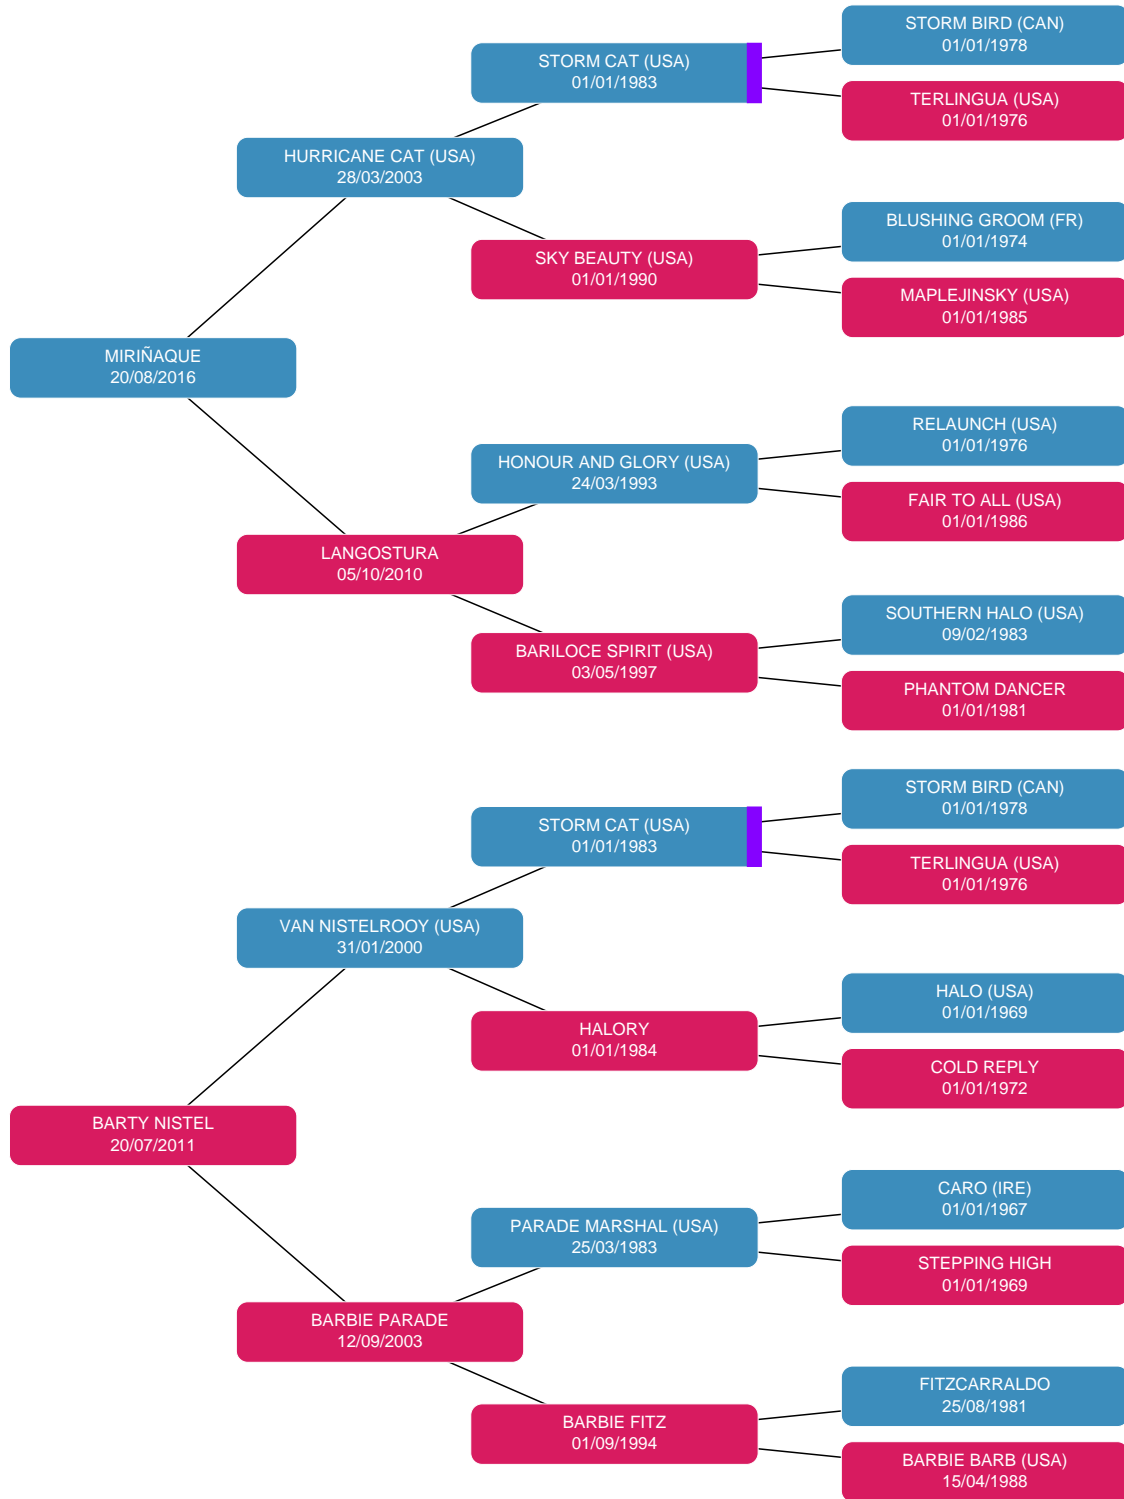 STORM BIRD (CAN)
01/01/1978
STORM CAT (USA)
01/01/1983
TERLINGUA (USA)
01/01/1976
HURRICANE CAT (USA)
28/03/2003
BLUSHING GROOM (FR)
01/01/1974
SKY BEAUTY (USA)
01/01/1990
MAPLEJINSKY (USA)
01/01/1985
MIRIÑAQUE
20/08/2016
RELAUNCH (USA)
01/01/1976
HONOUR AND GLORY (USA)
24/03/1993
FAIR TO ALL (USA)
01/01/1986
LANGOSTURA
05/10/2010
SOUTHERN HALO (USA)
09/02/1983
BARILOCE SPIRIT (USA)
03/05/1997
PHANTOM DANCER
01/01/1981
STORM BIRD (CAN)
01/01/1978
STORM CAT (USA)
01/01/1983
TERLINGUA (USA)
01/01/1976
VAN NISTELROOY (USA)
31/01/2000
HALO (USA)
01/01/1969
HALORY
01/01/1984
COLD REPLY
01/01/1972
BARTY NISTEL
20/07/2011
CARO (IRE)
01/01/1967
PARADE MARSHAL (USA)
25/03/1983
STEPPING HIGH
01/01/1969
BARBIE PARADE
12/09/2003
FITZCARRALDO
25/08/1981
BARBIE FITZ
01/09/1994
BARBIE BARB (USA)
15/04/1988